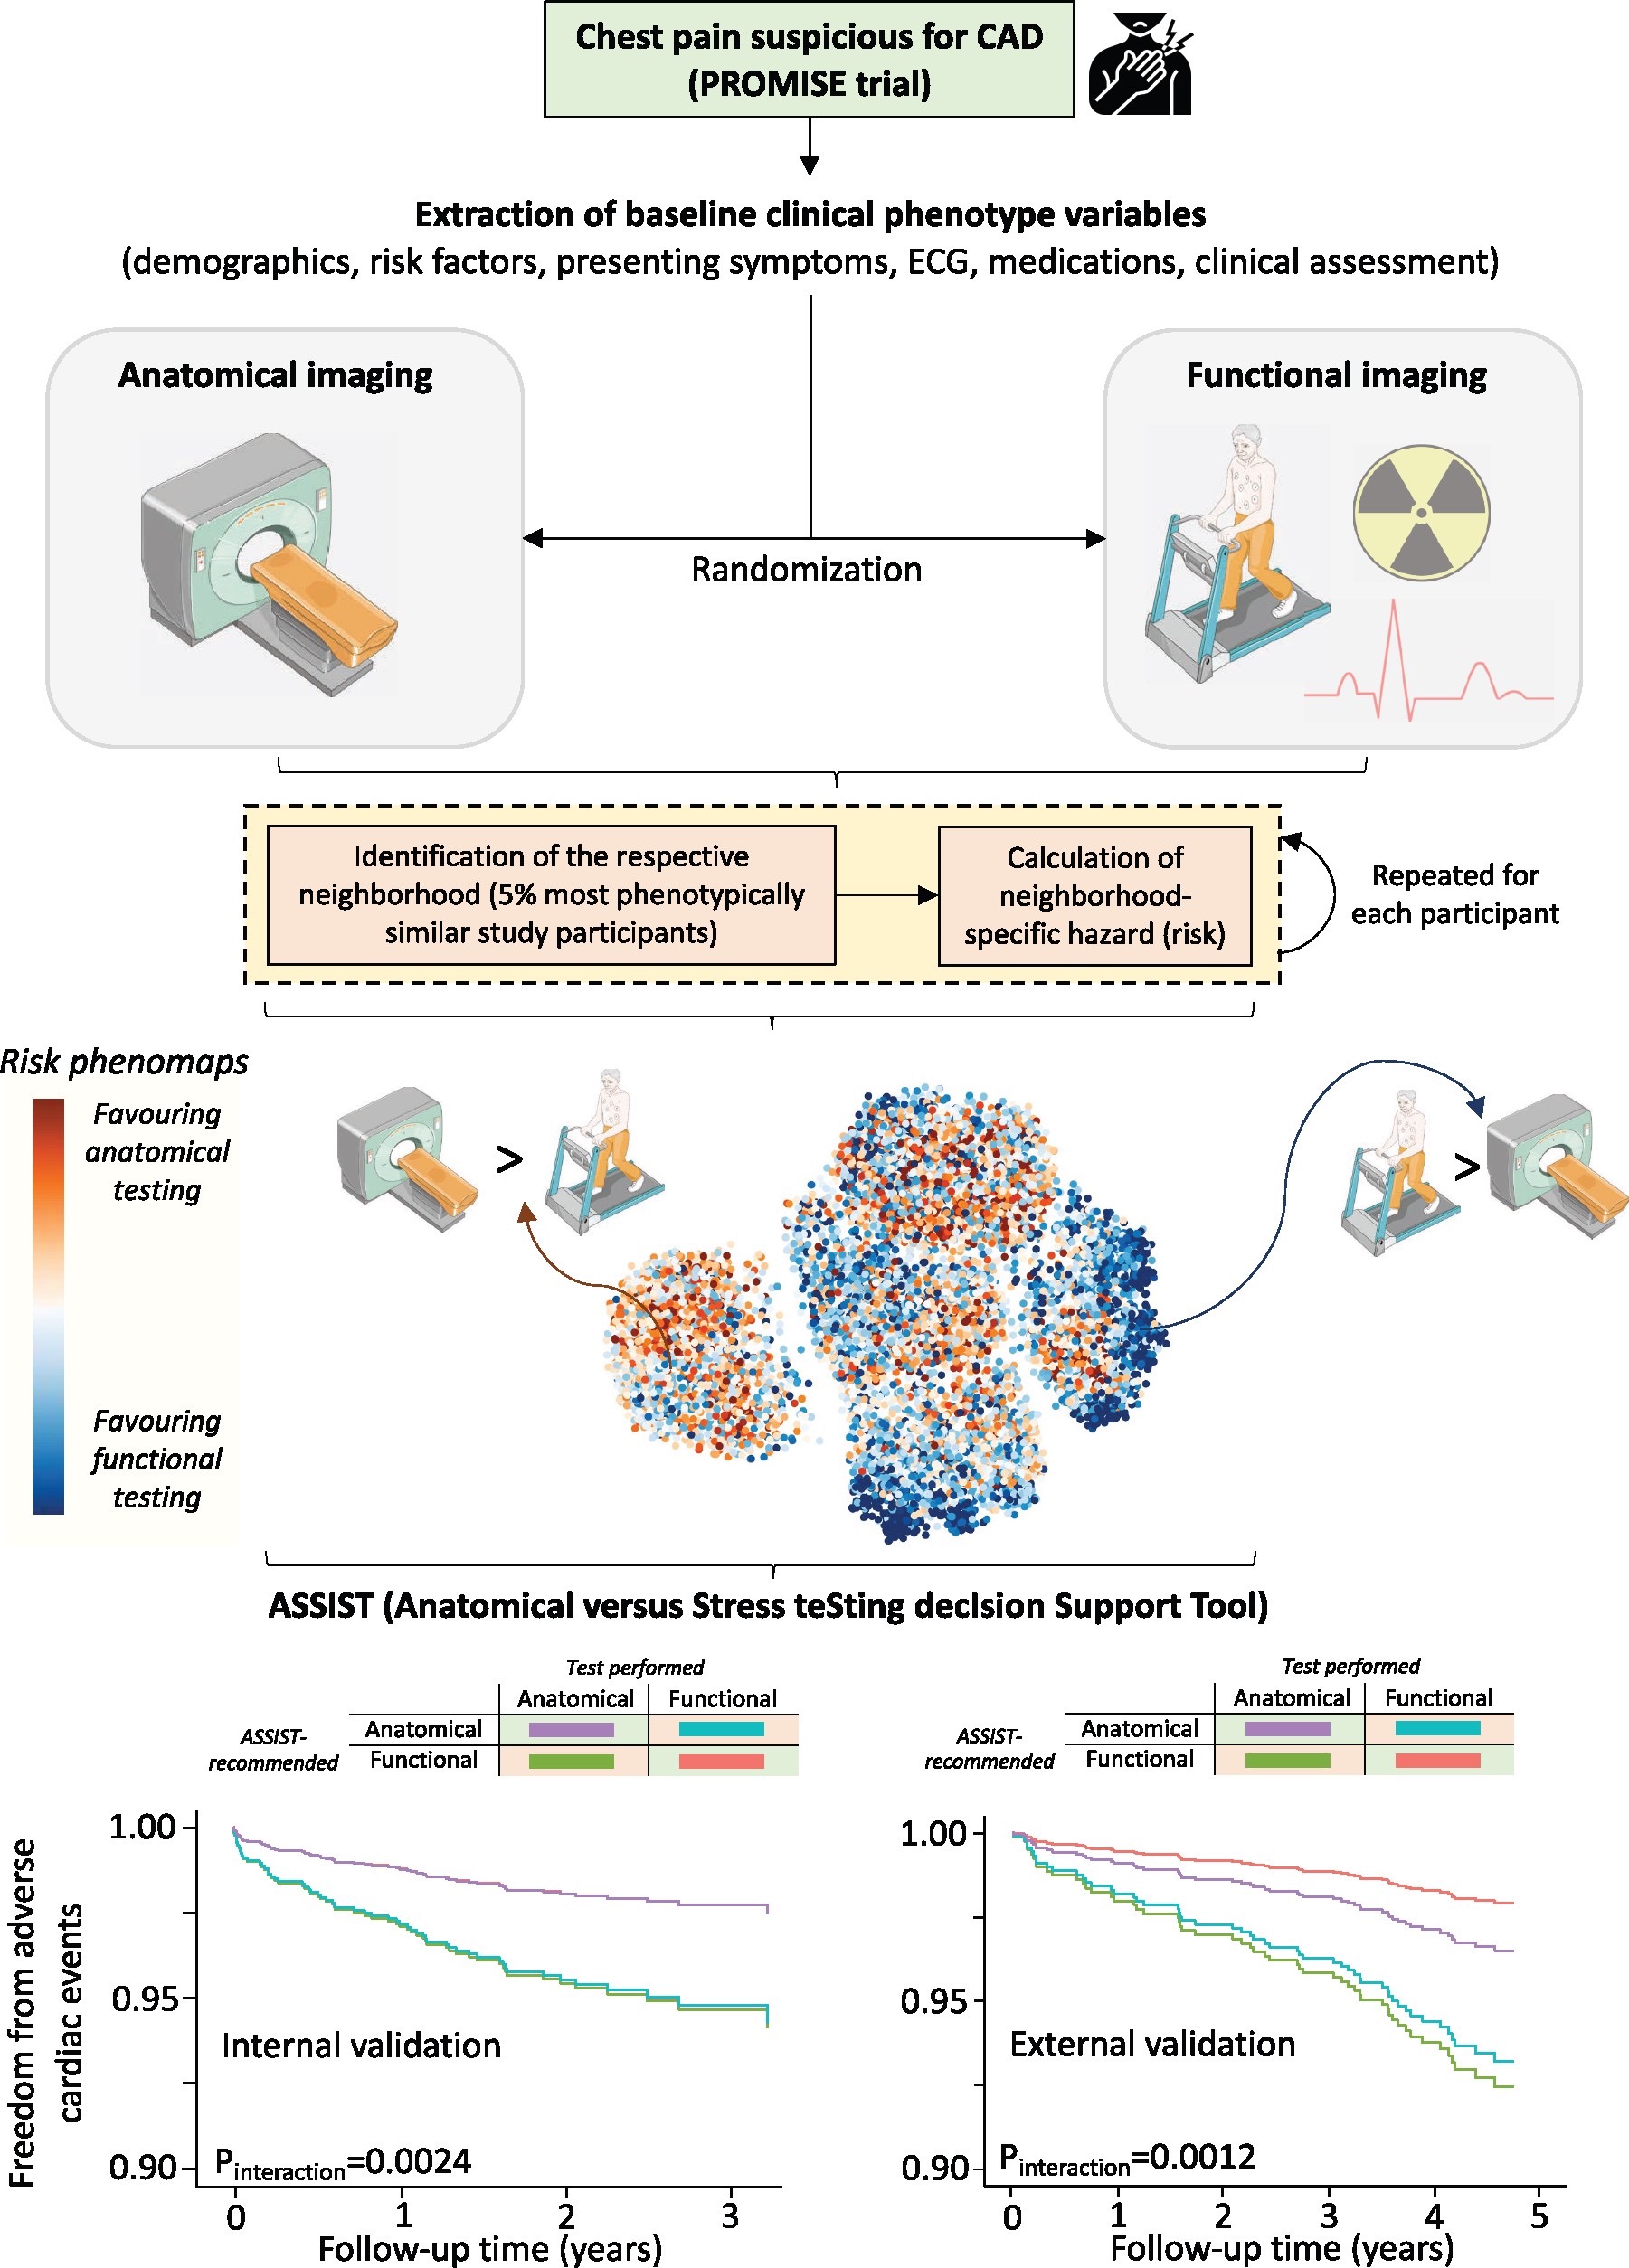 Chest pain suspicious for CAD
(PROMISE trial)
Extraction of baseline clinical phenotype variables
(demographics, risk factors, presenting symptoms, ECG, medications, clinical assessment)
Anatomical imaging
Functional imaging
Randomization
Identification of the respective
neighborhood (5% most phenotypically
similar study participants)
Calculation of
neighborhood-
specific hazard (risk)
Repeated for
each participant
Risk phenomaps
Favouring
anatomical
testing
Favouring
functional
testing
>
>
ASSIST (Anatomical versus Stress teSting decIsion Support Tool)
Test performed
Anatomical Functional
ASSIST-
recommended
Anatomical
Functional
Test performed
Anatomical Functional
ASSIST-
recommended
Anatomical
Functional
Freedom from adverse
cardiac events
1.00
0.95
0.90
Internal validation
Pinteraction=0.0024
0 1 2 3
Follow-up time (years)
1.00
0.95
0.90
External validation
Pinteraction=0.0012
0 1 2 3 4 5
Follow-up time (years)